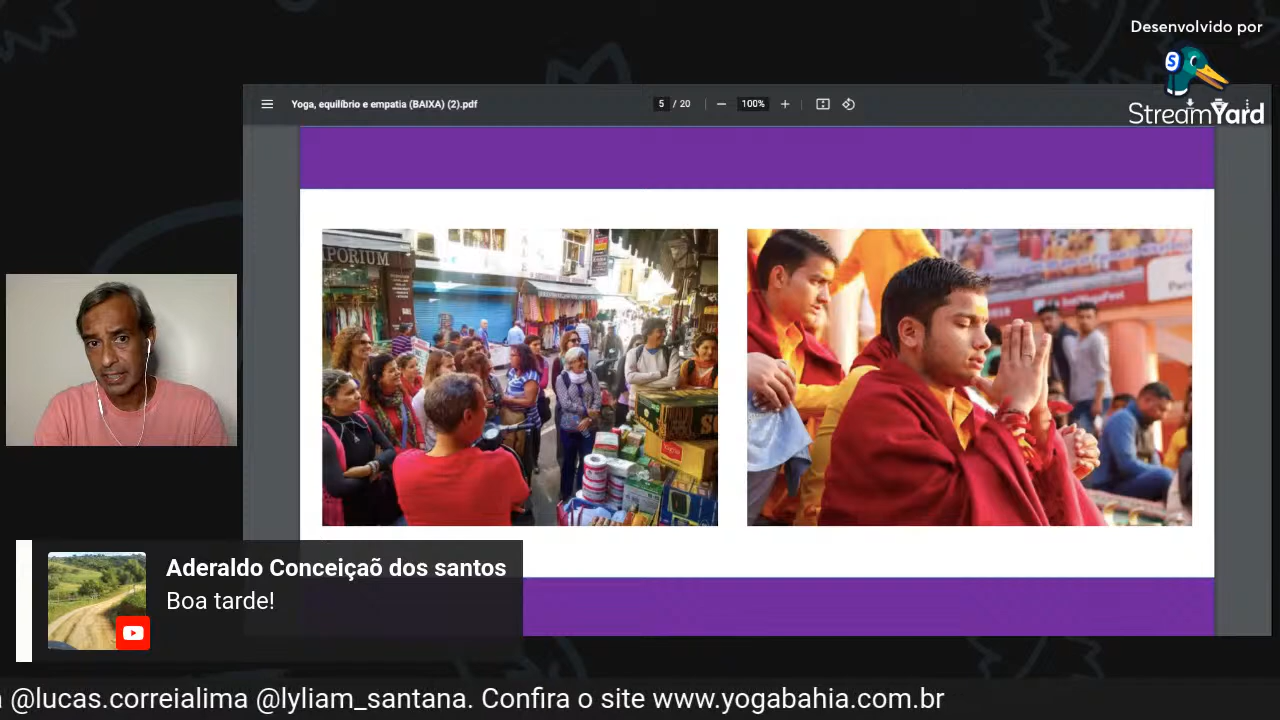 Desenvolvido por
StreamYard
Yoga, equilíbrio e empatia (BAIXA) (2).pdf
5 / 20
100%
PORIUM
Aderaldo Conceiçaõ dos santos
Boa tarde!
@lucas.correialima @lyliam_santana. Confira o site www.yogabahia.com.br